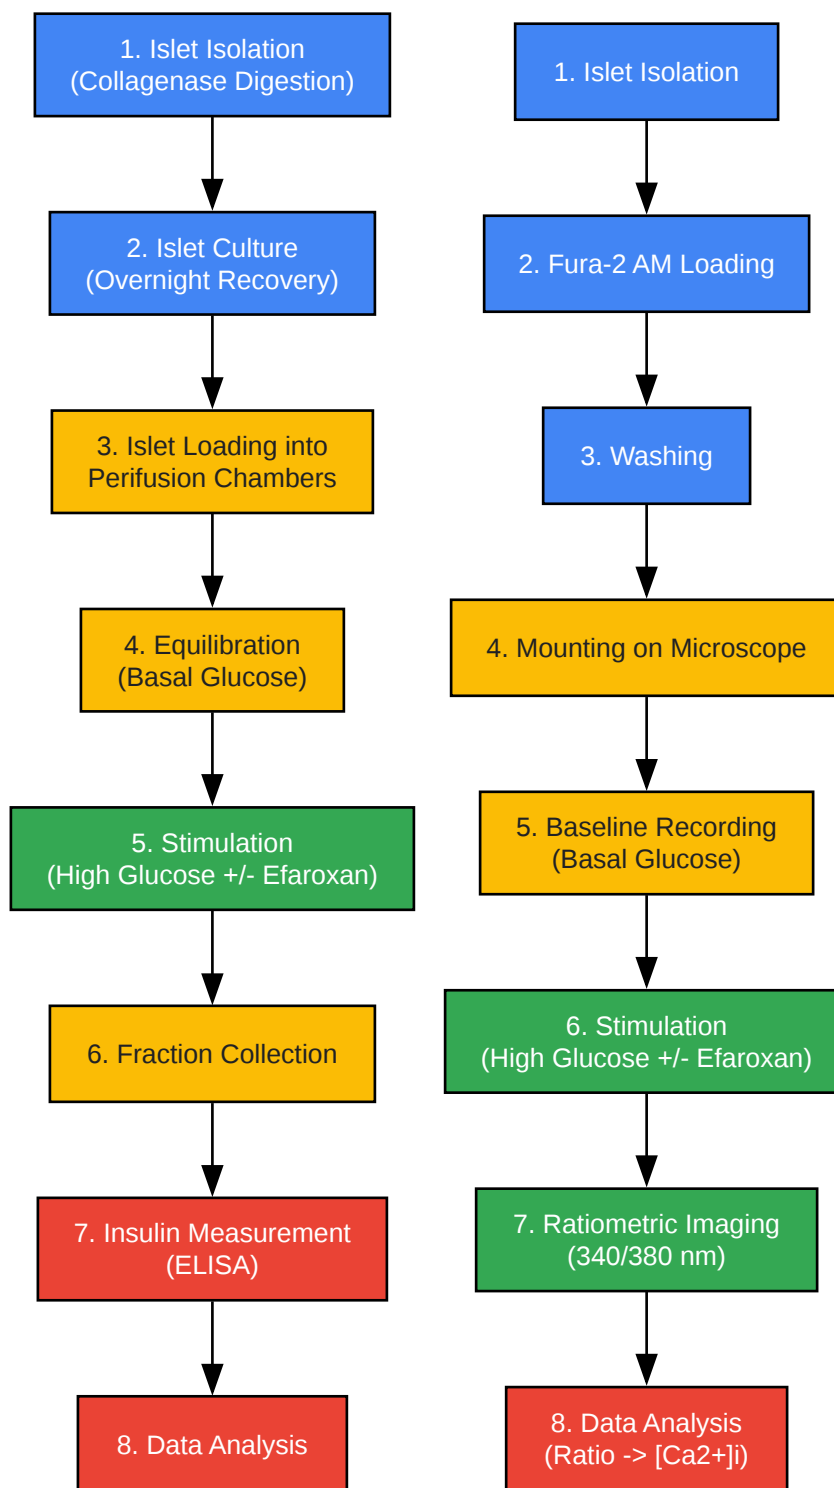 1. Islet Isolation
(Collagenase Digestion)
2. Islet Culture
(Overnight Recovery)
3. Islet Loading into
Perifusion Chambers
4. Equilibration
(Basal Glucose)
5. Stimulation
(High Glucose +/- Efaroxan)
6. Fraction Collection
7. Insulin Measurement
(ELISA)
8. Data Analysis
1. Islet Isolation
2. Fura-2 AM Loading
3. Washing
4. Mounting on Microscope
5. Baseline Recording
(Basal Glucose)
6. Stimulation
(High Glucose +/- Efaroxan)
7. Ratiometric Imaging
(340/380 nm)
8. Data Analysis
(Ratio -> [Ca2+]i)